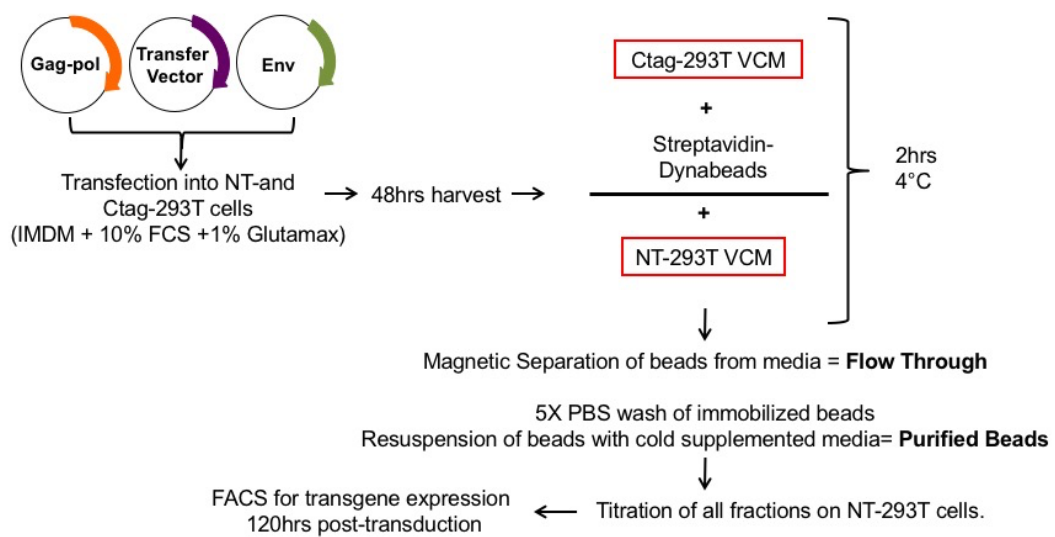 Gag-pol
Transfer
Vector
Env
Transfection into NT-and
Ctag-293T cells
(IMDM + 10% FCS +1% Glutamax)
48hrs harvest
Ctag-293T VCM
+
Streptavidin-
Dynabeads
+
NT-293T VCM
2hrs
4°C
Magnetic Separation of beads from media = Flow Through
5X PBS wash of immobilized beads
Resuspension of beads with cold supplemented media= Purified Beads
Titration of all fractions on NT-293T cells.
FACS for transgene expression
120hrs post-transduction